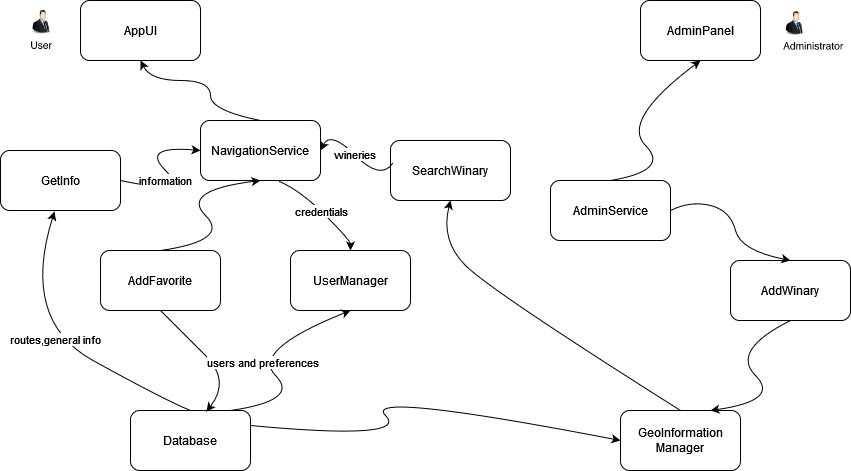 AppUI
AdminPanel
User
Administrator
NavigationService
wineries
GetInfo
information
SearchWinary
credentials
AdminService
AddFavorite
UserManager
AddWinary
routes,general info
users and preferences
Database
GeoInformation
Manager